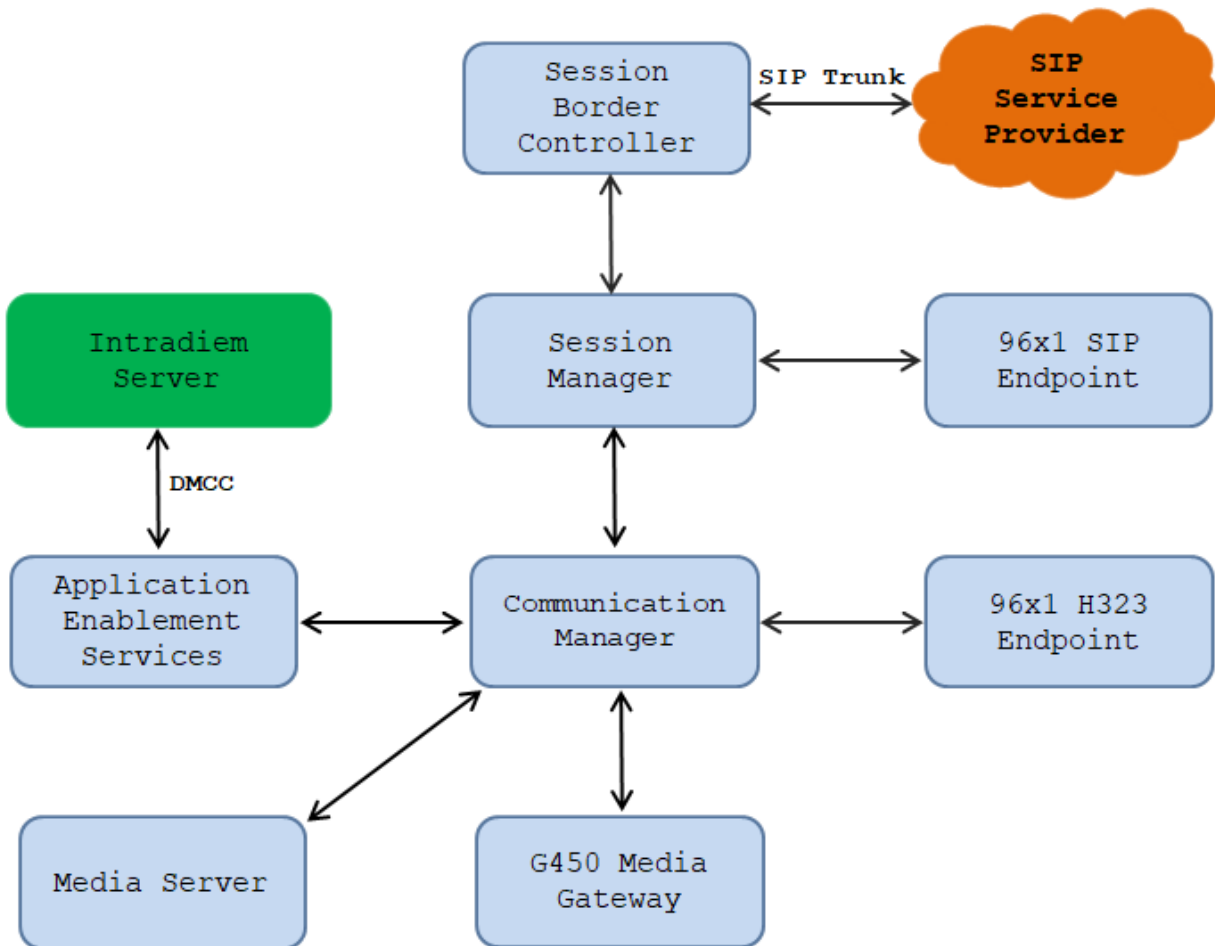 Session
Border
Controller
SIP Trunk
SIP
Service
Provider
Intradiem
Server
Session
Manager
96x1 SIP
Endpoint
DMCC
Application
Enablement
Services
Communication
Manager
96x1 H323
Endpoint
Media Server
G450 Media
Gateway